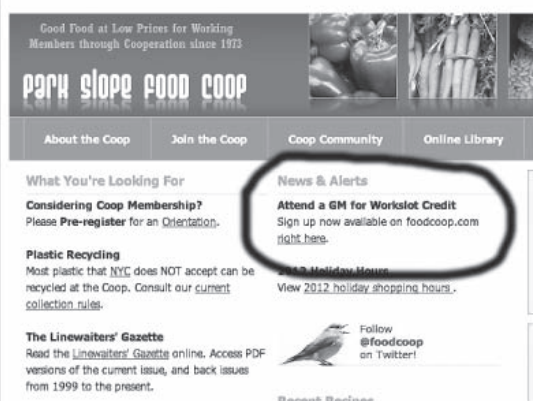 Good Food at Low Prices for Working
Members through Cooperation since 1973
PARK SLOPE FOOD COOP
About the Coop
Join the Coop
Coop Community
Online Library
What You're Looking For
Considering Coop Membership?
Please Pre-register for an Orientation.
Plastic Recycling
Most plastic that NYC does NOT accept can be
recycled at the Coop. Consult our current
collection rules.
The Linewaiters' Gazette
Read the Linewaiters' Gazette online. Access PDF
versions of the current issue, and back issues
from 1999 to the present.
News & Alerts
Attend a GM for Workslot Credit
Sign up now available on foodcoop.com
right here.
2012 Holiday Hours
View 2012 holiday shopping hours .
Follow
@foodcoop
on Twitter!
Recent Recipes